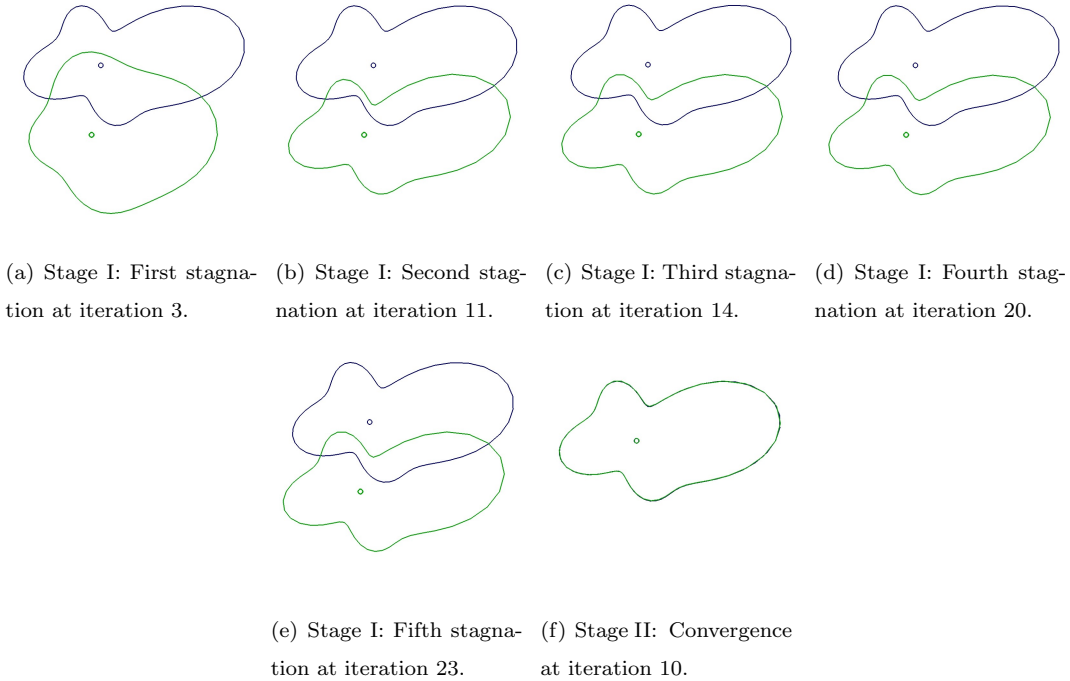 (a) Stage I: First stagna-
tion at iteration 3.
(b) Stage I: Second stag-
nation at iteration 11.
(c) Stage I: Third stagna-
tion at iteration 14.
(d) Stage I: Fourth stag-
nation at iteration 20.
(e) Stage I: Fifth stagna-
tion at iteration 23.
(f) Stage II: Convergence
at iteration 10.